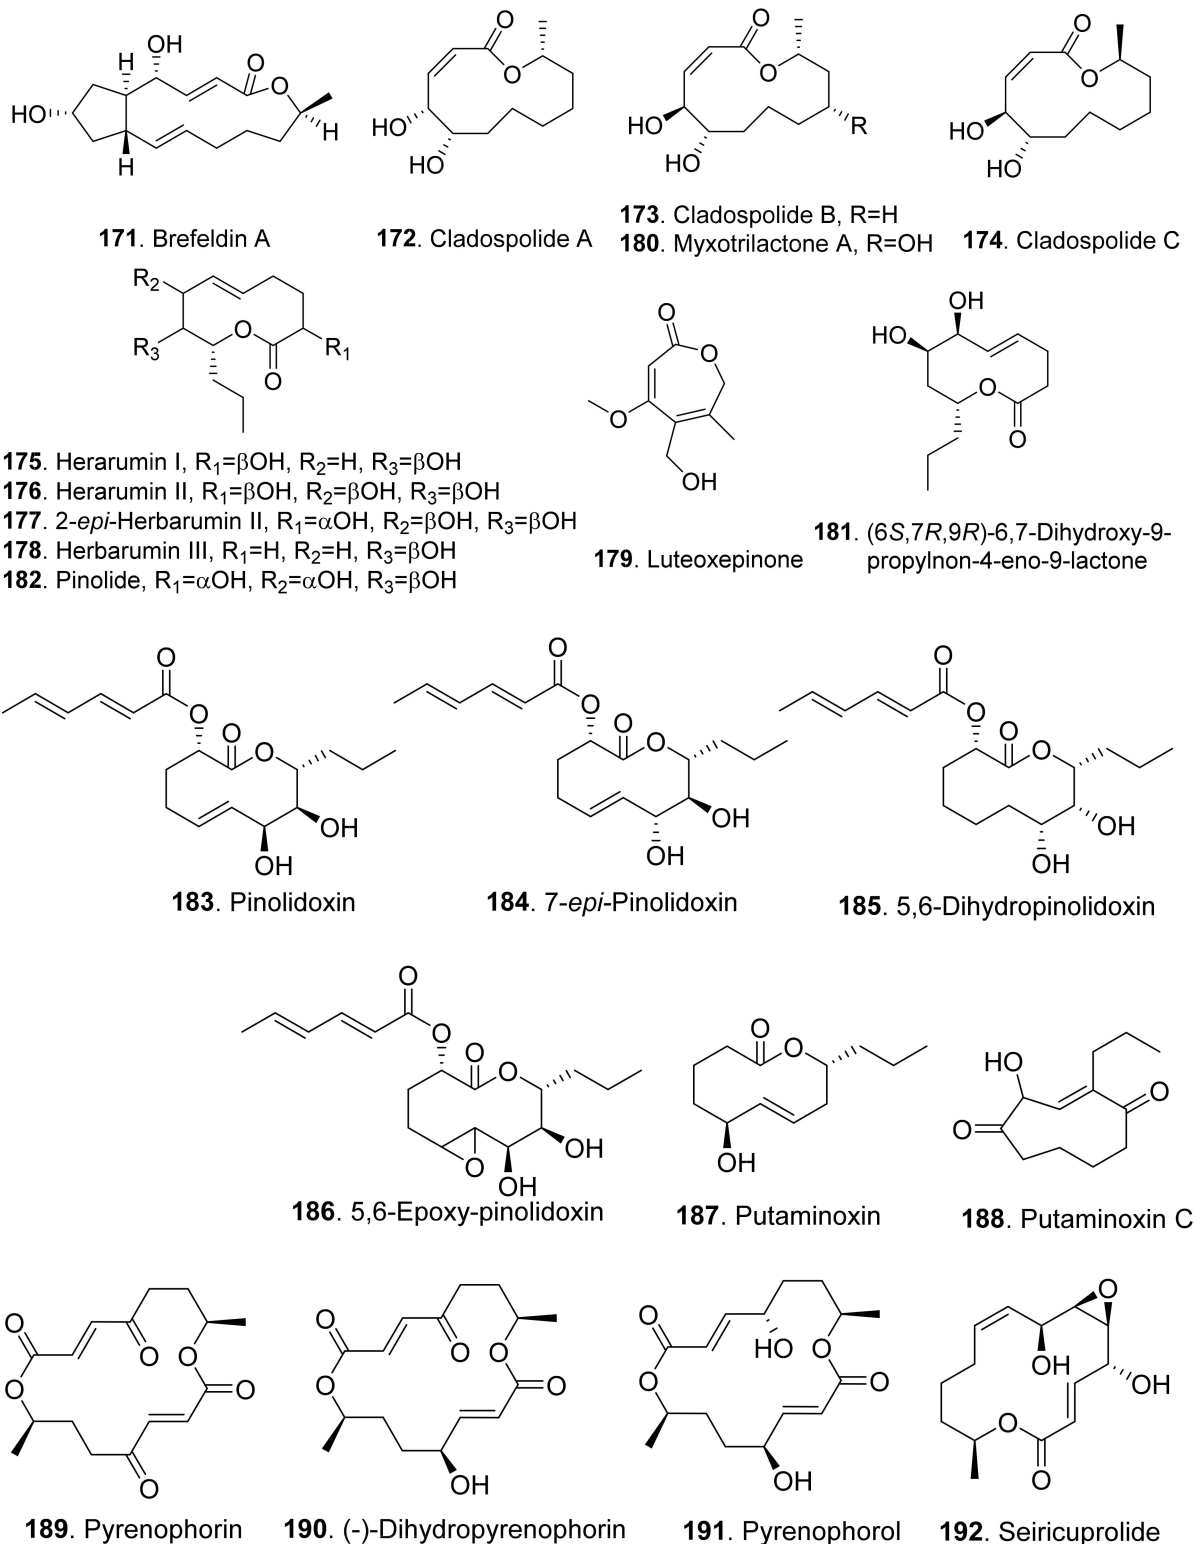 OH
H
O
O
HO
H
H
171. Brefeldin A
O
O
HO
HO
172. Cladospolide A
O
O
HO
R
HO
173. Cladospolide B, R=H
180. Myxotrilactone A, R=OH
O
O
HO
HO
174. Cladospolide C
R2
R3
O
O
R1
175. Herarumin I, R1=βOH, R2=H, R3=βOH
176. Herarumin II, R1=βOH, R2=βOH, R3=βOH
177. 2-epi-Herbarumin II, R1=αOH, R2=βOH, R3=βOH
178. Herbarumin III, R1=H, R2=H, R3=βOH
182. Pinolide, R1=αOH, R2=αOH, R3=βOH
O
O
O
OH
179. Luteoxepinone
OH
HO
O
O
181. (6S,7R,9R)-6,7-Dihydroxy-9-
propylnon-4-eno-9-lactone
O
O
O
O
OH
OH
183. Pinolidoxin
O
O
O
O
OH
OH
184. 7-epi-Pinolidoxin
O
O
O
O
OH
OH
185. 5,6-Dihydropinolidoxin
O
O
O
O
OH
O
OH
186. 5,6-Epoxy-pinolidoxin
O
O
OH
187. Putaminoxin
HO
O
O
188. Putaminoxin C
O
O
O
O
O
O
189. Pyrenophorin
O
O
O
O
O
OH
190. (-)-Dihydropyrenophorin
O
HO
O
O
O
OH
191. Pyrenophorol
O
OH
OH
O
O
192. Seiricuprolide